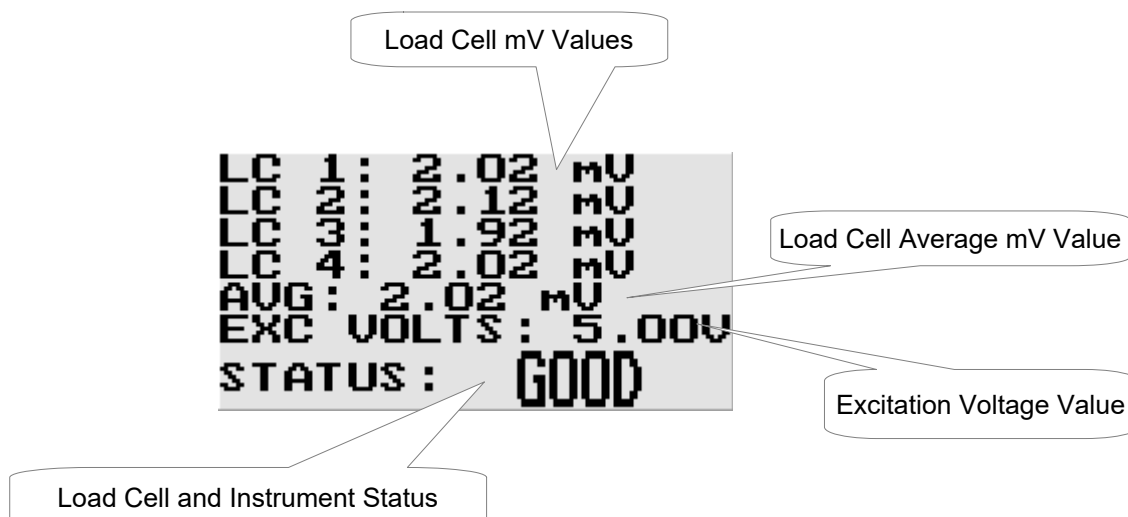 Load Cell mV Values
LC 1: 2.02 mV
LC 2: 2.12 mV
LC 3: 1.92 mV
LC 4: 2.02 mV
AVG: 2.02 mV
EXC VOLTS: 5.00V
STATUS: GOOD
Load Cell Average mV Value
Excitation Voltage Value
Load Cell and Instrument Status